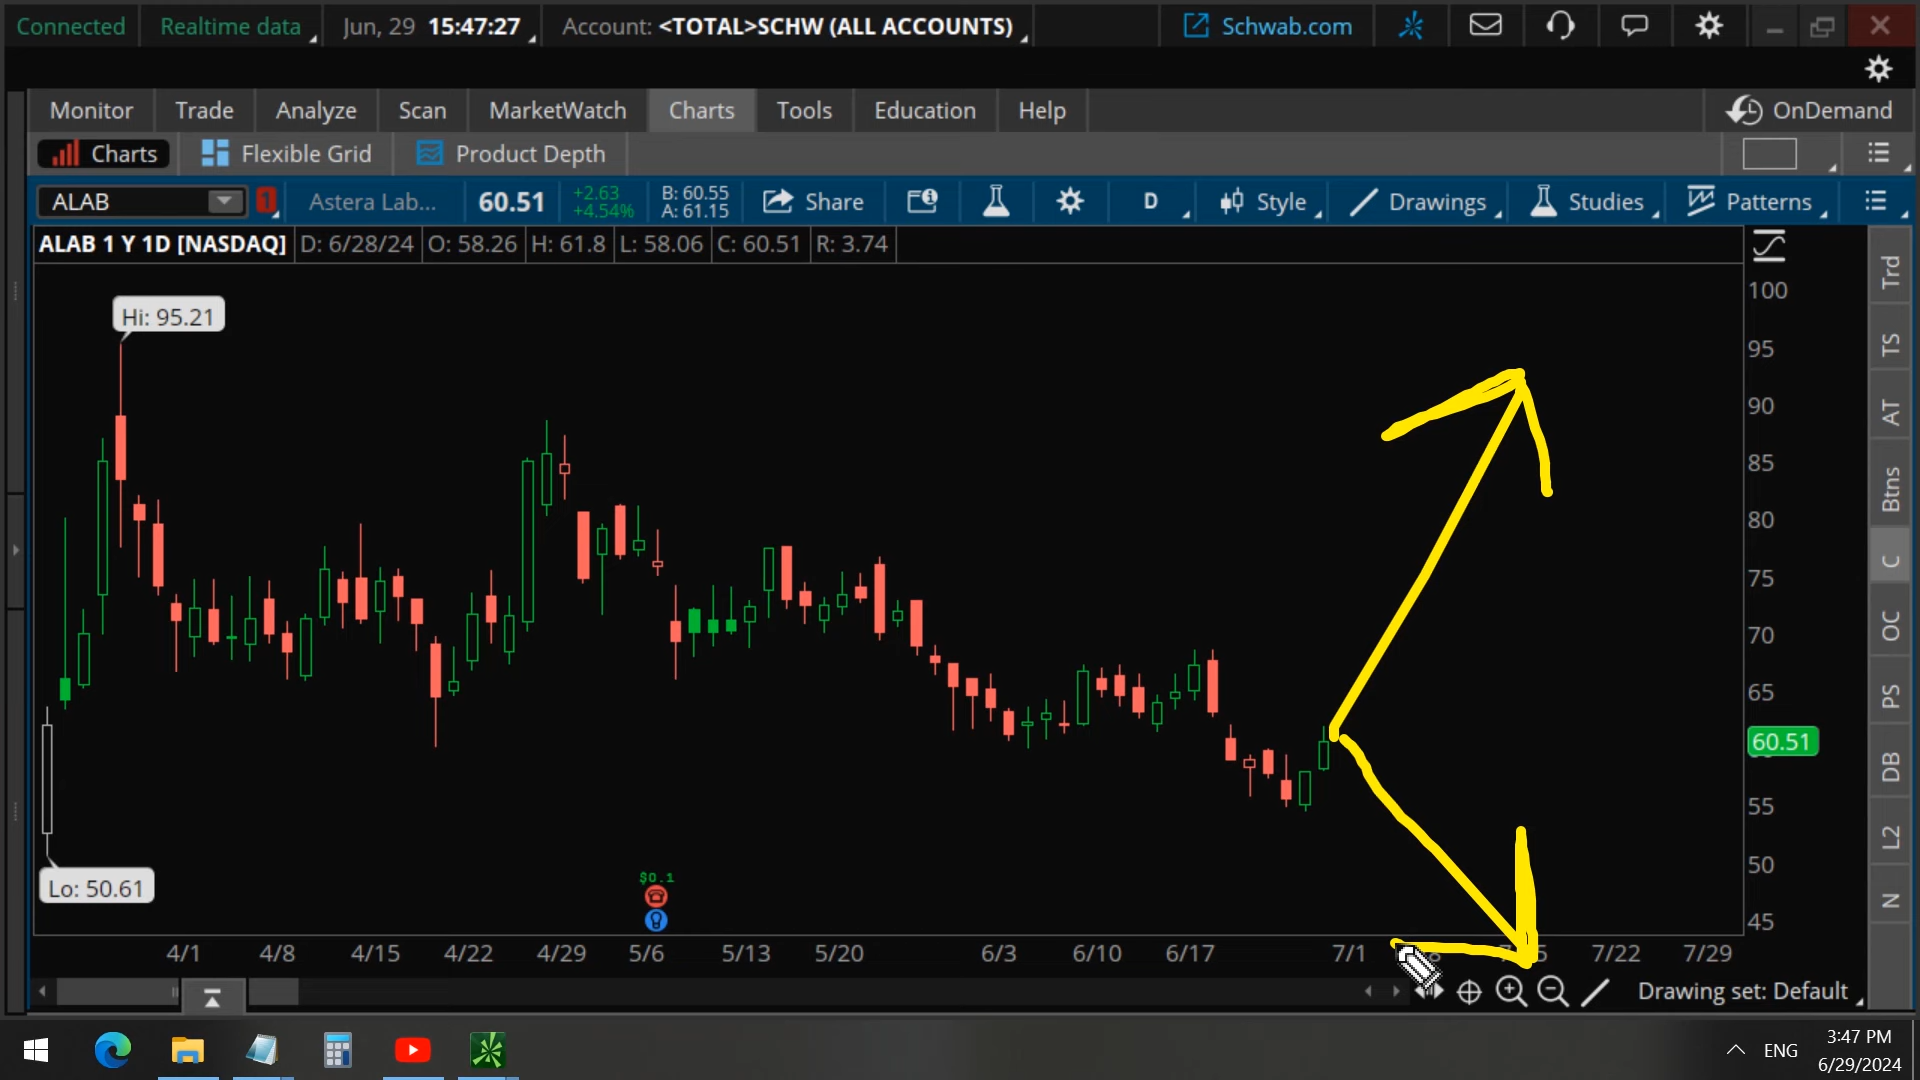 Connected Realtime data Jun, 29 15:47:27 Account: <TOTAL>SCHW (ALL ACCOUNTS) Schwab.com
Monitor Trade Analyze Scan MarketWatch Charts Tools Education Help OnDemand
Charts Flexible Grid Product Depth
ALAB 1 Astera Lab... 60.51 +2.63 +4.54% B: 60.55 A: 61.15 Share D Style Drawings Studies Patterns
ALAB 1 Y 1D [NASDAQ] D: 6/28/24 O: 58.26 H: 61.8 L: 58.06 C: 60.51 R: 3.74
Hi: 95.21
Lo: 50.61
$0.1
100
95
90
85
80
75
70
65
60.51
55
50
45
4/1 4/8 4/15 4/22 4/29 5/6 5/13 5/20 6/3 6/10 6/17 7/1 7/22 7/29
Trd
TS
AT
Btns
C
OC
PS
DB
L2
N
Drawing set: Default
ENG
3:47 PM
6/29/2024